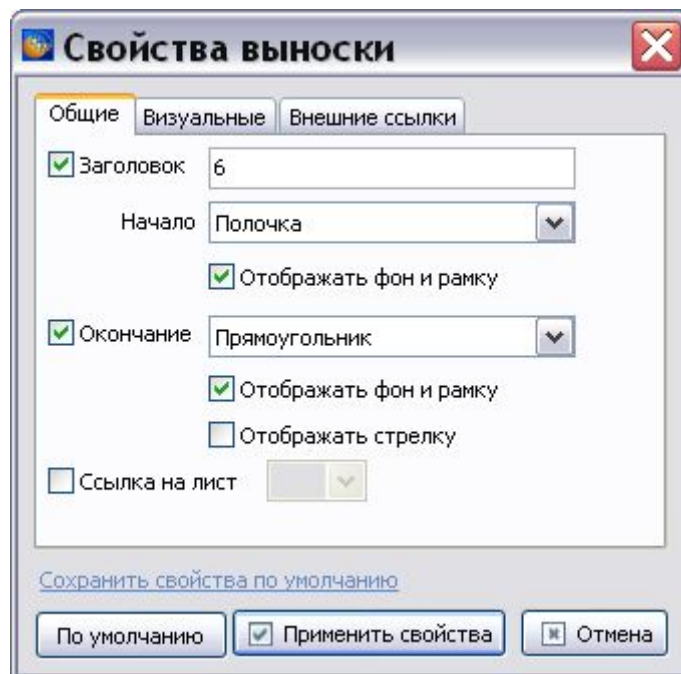 Свойства выноски
Общие Визуальные Внешние ссылки
Заголовок 6
Начало Полочка
Отображать фон и рамку
Окончание Прямоугольник
Отображать фон и рамку
Отображать стрелку
Ссылка на лист
Сохранить свойства по умолчанию
По умолчанию Применить свойства Отмена